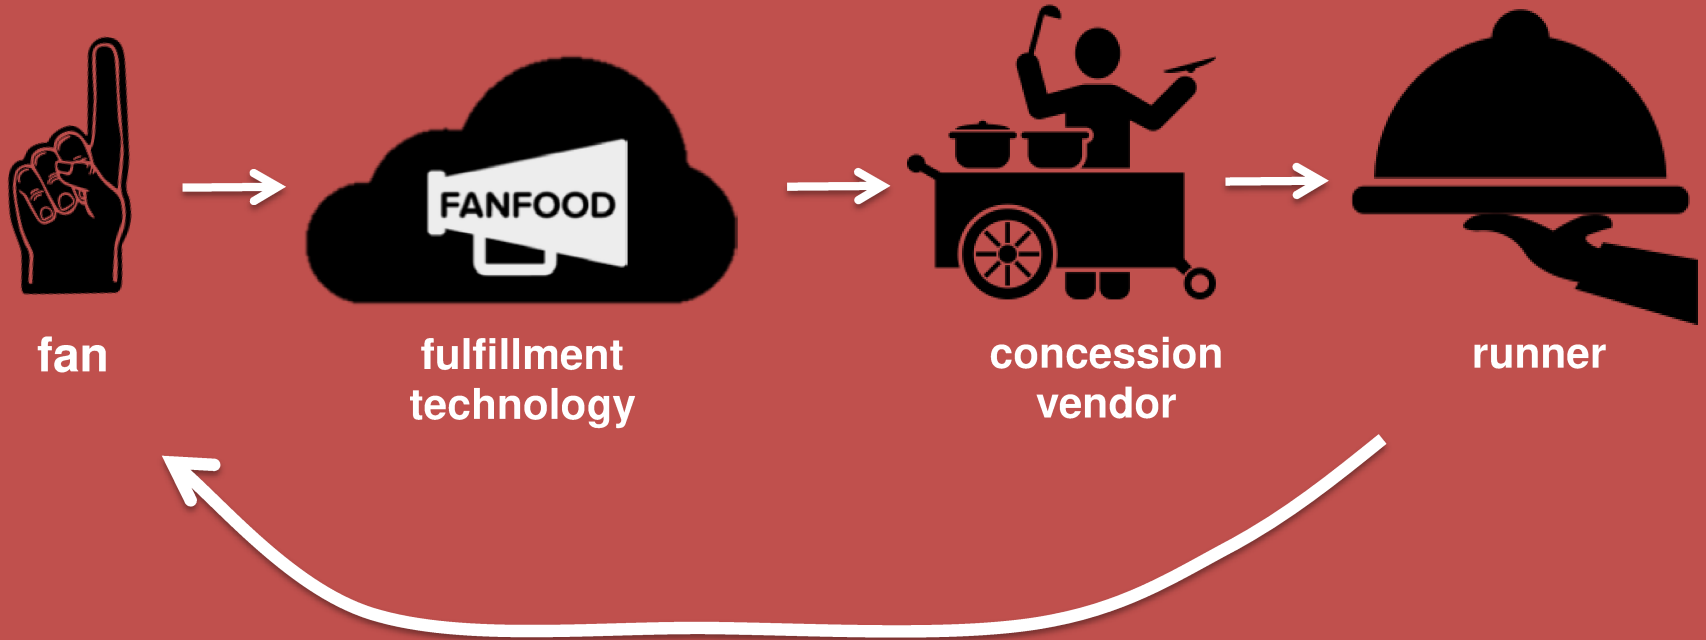 FANFOOD
fan
fulfillment
technology
concession
vendor
runner